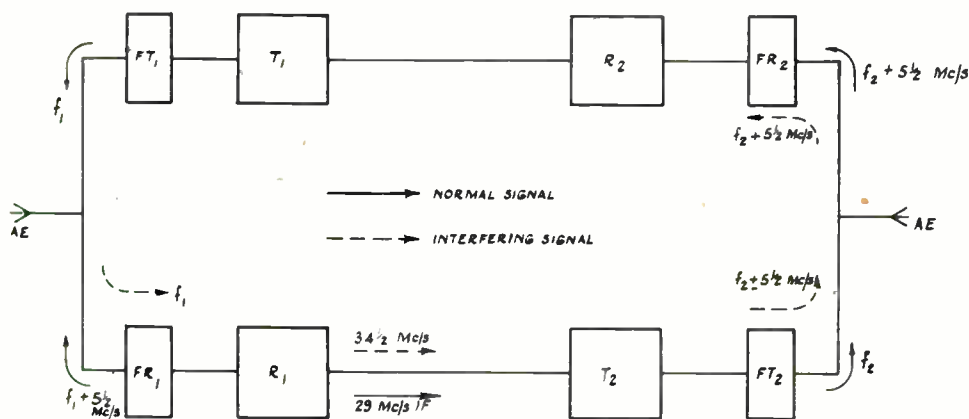 FT1
T1
R2
FR2
f1
f2 + 5½ Mc/s
f2 + 5½ Mc/s
NORMAL SIGNAL
AE
AE
INTERFERING SIGNAL
f1
f2 ± 5½ Mc/s
34½ Mc/s
FR1
R1
T2
FT2
f2
f1 + 5½ Mc/s
29 Mc/s IF